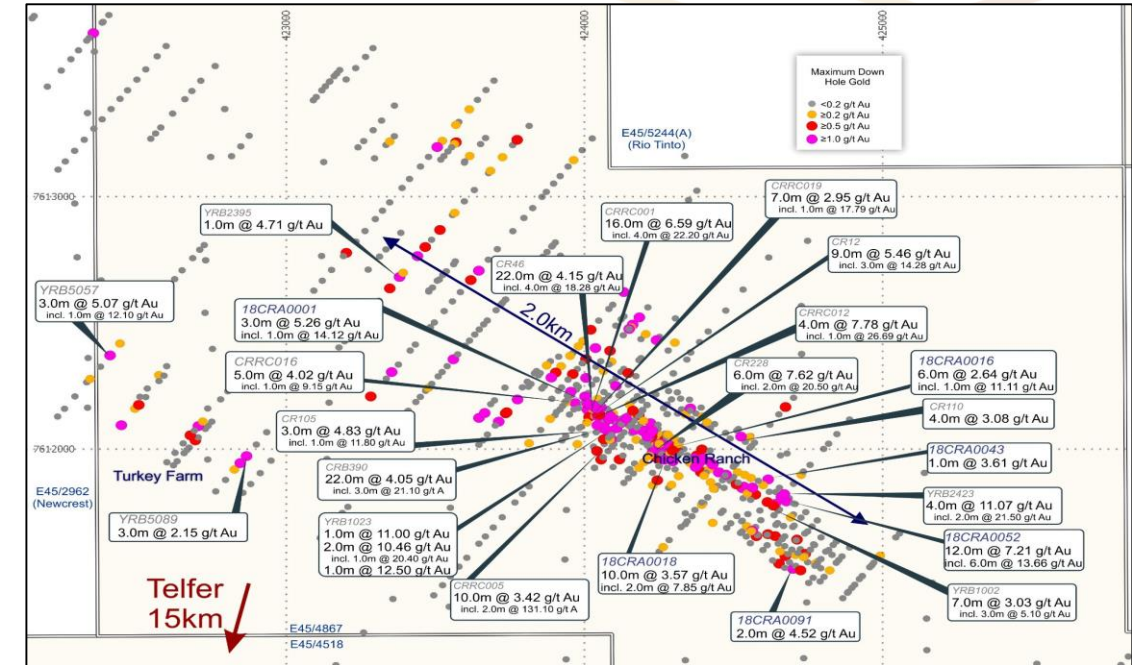 423000
424000
425000
Maximum Down
Hole Gold
<0.2 g/t Au
≥0.2 g/t Au
≥0.5 g/t Au
≥1.0 g/t Au
E45/5244(A)
(Rio Tinto)
7613000
YRB2395
1.0m @ 4.71 g/t Au
CRRC001
16.0m @ 6.59 g/t Au
incl. 4.0m @ 22.20 g/t Au
CRRC019
7.0m @ 2.95 g/t Au
incl. 1.0m @ 17.79 g/t Au
CR46
22.0m @ 4.15 g/t Au
incl. 4.0m @ 18.28 g/t Au
CR12
9.0m @ 5.46 g/t Au
incl. 3.0m @ 14.28 g/t Au
YRB5057
3.0m @ 5.07 g/t Au
incl. 1.0m @ 12.10 g/t Au
18CRA0001
3.0m @ 5.26 g/t Au
incl. 1.0m @ 14.12 g/t Au
2.0km
CRRC012
4.0m @ 7.78 g/t Au
incl. 1.0m @ 26.69 g/t Au
CRRC016
5.0m @ 4.02 g/t Au
incl. 1.0m @ 9.15 g/t Au
CR228
6.0m @ 7.62 g/t Au
incl. 2.0m @ 20.50 g/t Au
18CRA0016
6.0m @ 2.64 g/t Au
incl. 1.0m @ 11.11 g/t Au
CR105
3.0m @ 4.83 g/t Au
incl. 1.0m @ 11.80 g/t Au
CR110
4.0m @ 3.08 g/t Au
7612000
Turkey Farm
Chicken Ranch
CRB390
22.0m @ 4.05 g/t Au
incl. 3.0m @ 21.10 g/t A
18CRA0043
1.0m @ 3.61 g/t Au
E45/2962
(Newcrest)
YRB5089
3.0m @ 2.15 g/t Au
YRB1023
1.0m @ 11.00 g/t Au
2.0m @ 10.46 g/t Au
incl. 1.0m @ 20.40 g/t Au
1.0m @ 12.50 g/t Au
YRB2423
4.0m @ 11.07 g/t Au
incl. 2.0m @ 21.50 g/t Au
18CRA0052
12.0m @ 7.21 g/t Au
incl. 6.0m @ 13.66 g/t Au
18CRA0018
10.0m @ 3.57 g/t Au
incl. 2.0m @ 7.85 g/t Au
CRRC005
10.0m @ 3.42 g/t Au
incl. 2.0m @ 131.10 g/t A
YRB1002
7.0m @ 3.03 g/t Au
incl. 3.0m @ 5.10 g/t Au
Telfer
15km
18CRA0091
2.0m @ 4.52 g/t Au
E45/4867
E45/4518